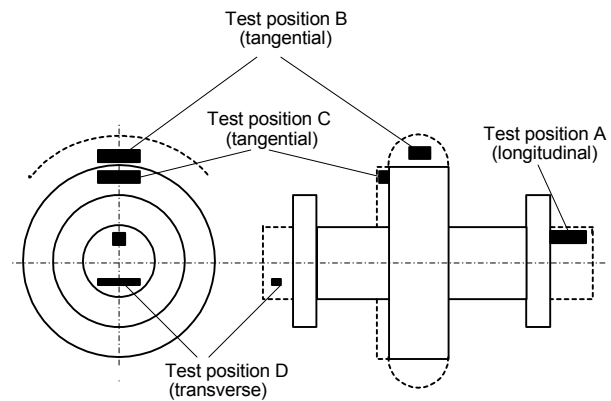 Test position B
(tangential)
Test position C
(tangential)
Test position A
(longitudinal)
Test position D
(transverse)